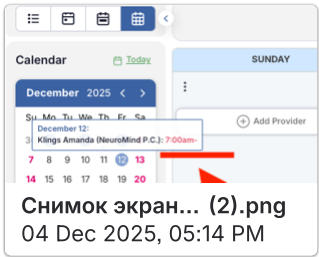 Calendar Today
SUNDAY
December 2025
Su Mo Tu We Th Fr Sa
December 12:
Klings Amanda (NeuroMind P.C.): 7:00am-
Add Provider
7 8 9 10 11 12 13
14 15 16 17 18 19 20
Снимок экран... (2).png
04 Dec 2025, 05:14 PM